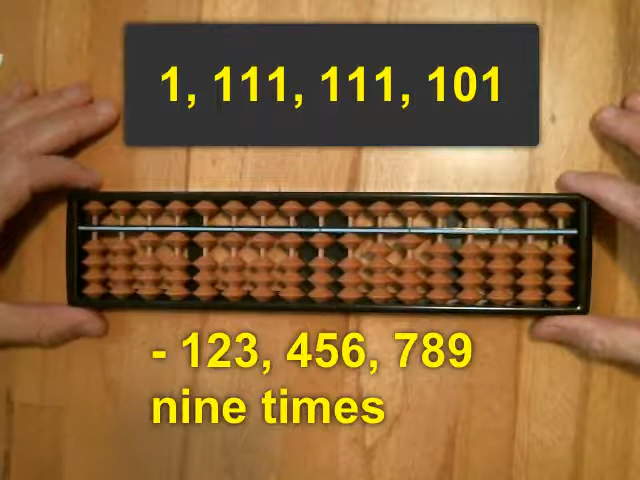 1, 111, 111, 101
- 123, 456, 789
nine times